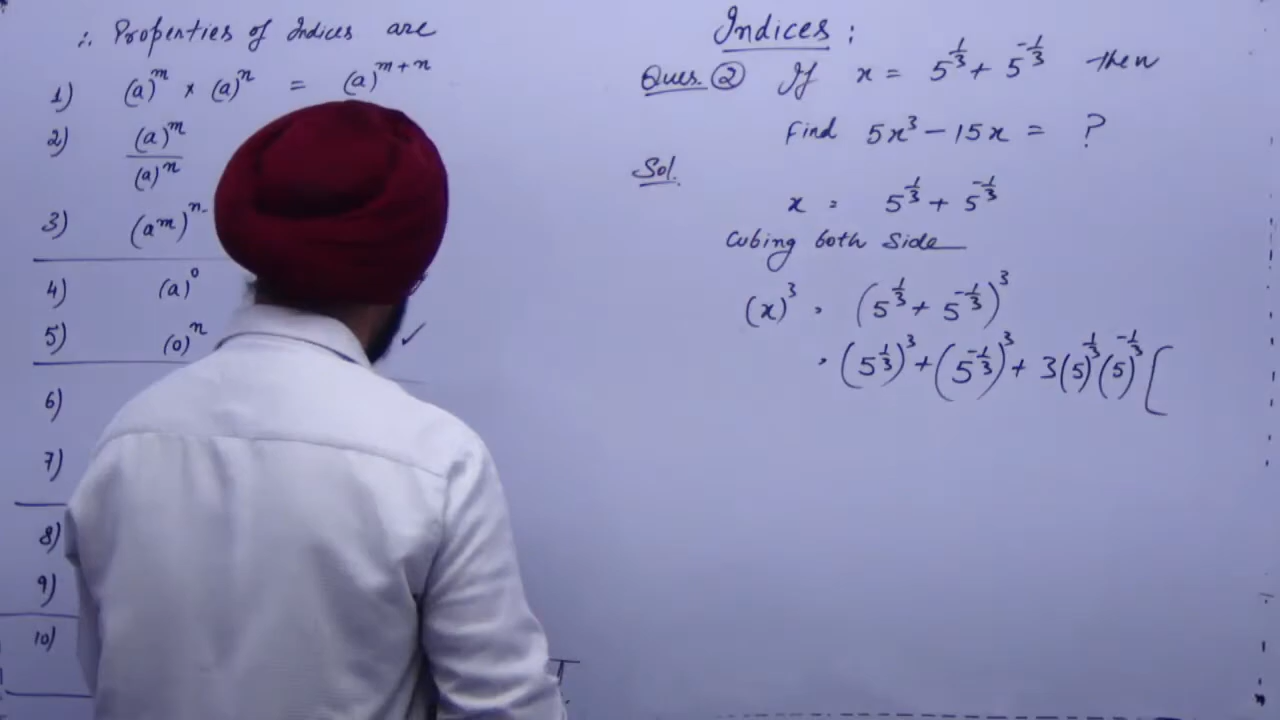 ∴ Properties of Indices are
1) (a)^m × (a)^n = (a)^{m+n}
2) (a)^m / (a)^n
3) (a^m)^n
4) (a)^0
5) (0)^n ✓
6)
7)
8)
9)
10)
Indices :
Ques. ② If x = 5^{1/3} + 5^{-1/3} then
Find 5x^3 - 15x = ?
Sol.
x = 5^{1/3} + 5^{-1/3}
Cubing both Side
(x)^3 = (5^{1/3} + 5^{-1/3})^3
= (5^{1/3})^3 + (5^{-1/3})^3 + 3(5)^{1/3}(5)^{-1/3} [